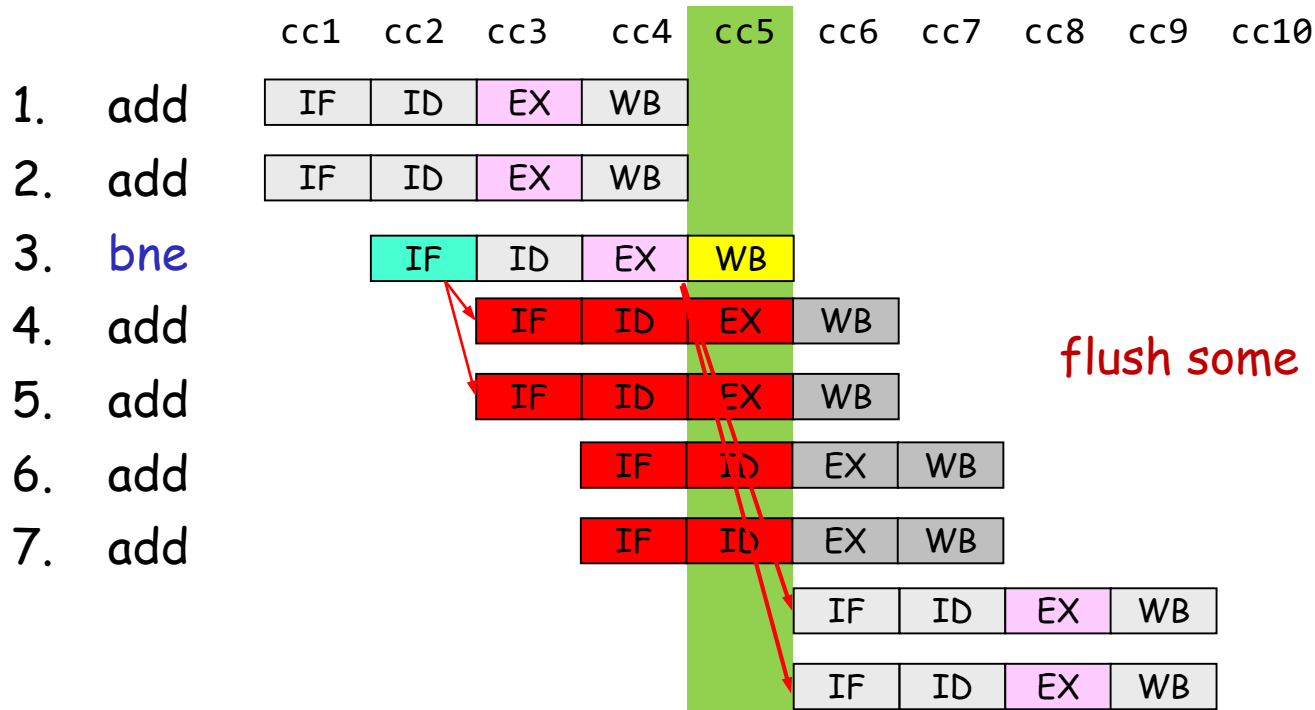 cc1 cc2 cc3 cc4 cc5 cc6 cc7 cc8 cc9 cc10
1. add IF ID EX WB
2. add IF ID EX WB
3. bne IF ID EX WB
4. add IF ID EX WB
flush some
5. add IF ID EX WB
6. add IF ID EX WB
7. add IF ID EX WB
IF ID EX WB
IF ID EX WB